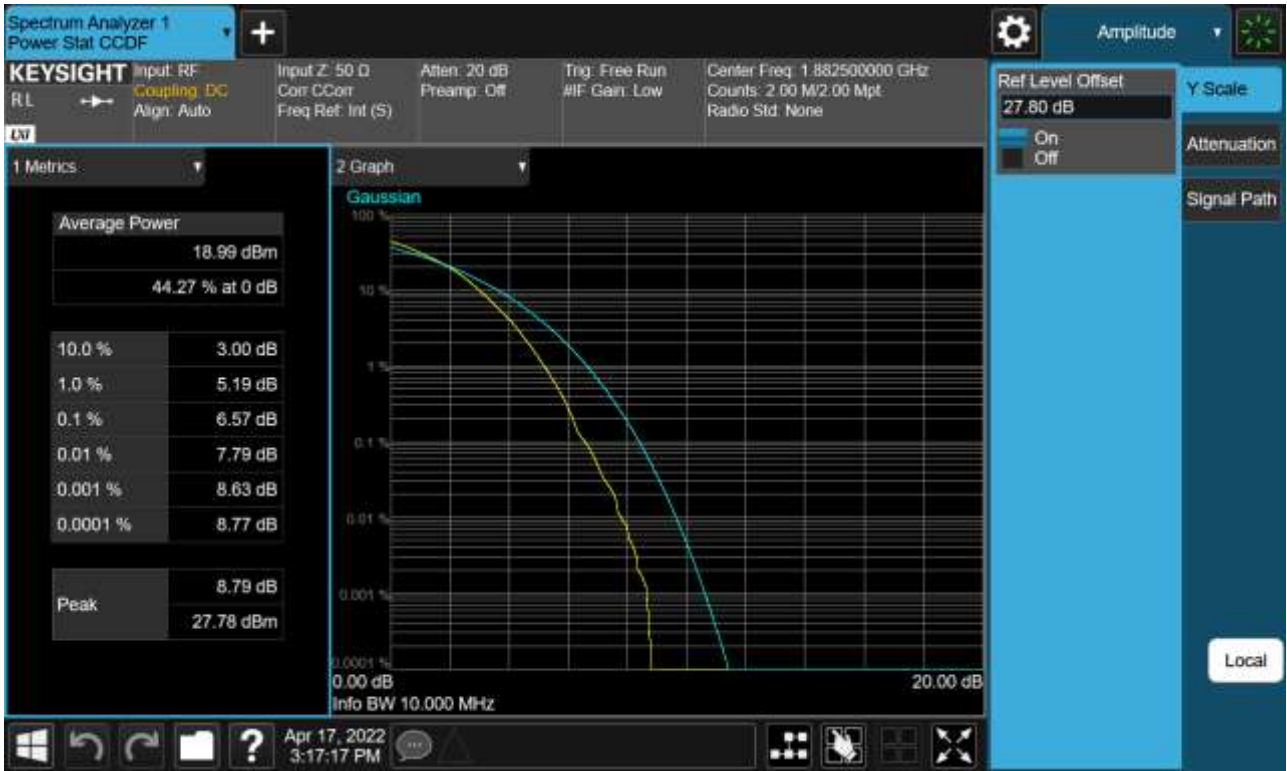 Spectrum Analyzer 1
Power Stat CCDF
+
Amplitude
KEYSIGHT
RL
LXI
Input: RF
Coupling: DC
Align: Auto
Input Z: 50 Ω
Corr CCorr
Freq Ref: Int (S)
Atten: 20 dB
Preamp: Off
Trig: Free Run
#IF Gain: Low
Center Freq: 1.882500000 GHz
Counts: 2.00 M/2.00 Mpt
Radio Std: None
Ref Level Offset
27.80 dB
On
Off
Y Scale
Attenuation
Signal Path
1 Metrics
Average Power
18.99 dBm
44.27 % at 0 dB
10.0 % 3.00 dB
1.0 % 5.19 dB
0.1 % 6.57 dB
0.01 % 7.79 dB
0.001 % 8.63 dB
0.0001 % 8.77 dB
Peak
8.79 dB
27.78 dBm
2 Graph
Gaussian
100 %
10 %
1 %
0.1 %
0.01 %
0.001 %
0.0001 %
0.00 dB 20.00 dB
Info BW 10.000 MHz
Local
?
Apr 17, 2022
3:17:17 PM